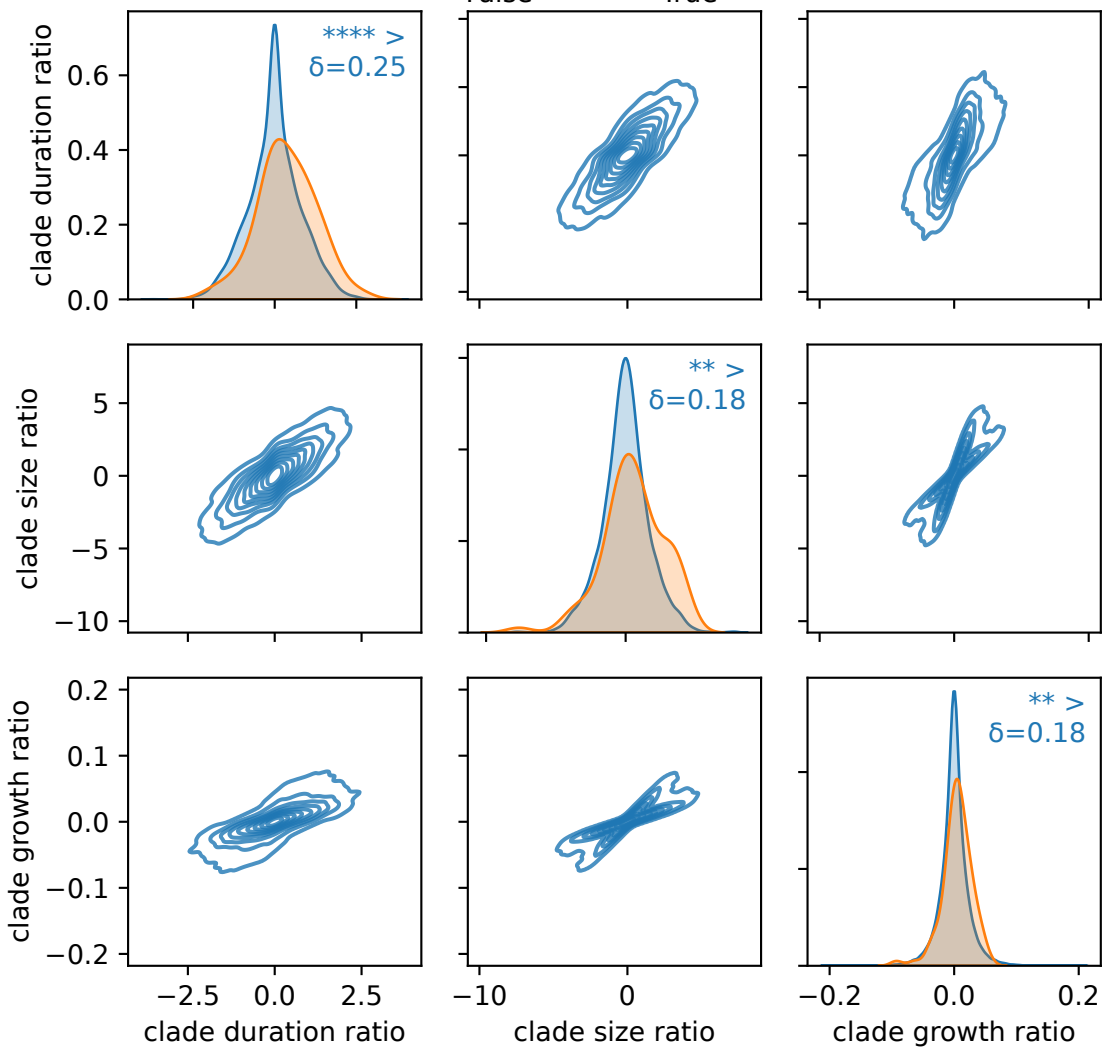 clade duration ratio
0.6
0.4
0.2
0.0
**** >
δ=0.25
clade size ratio
5
0
−5
−10
** >
δ=0.18
clade growth ratio
0.2
0.1
0.0
−0.1
−0.2
** >
δ=0.18
−2.5 0.0 2.5
−10 0
−0.2 0.0 0.2
clade duration ratio
clade size ratio
clade growth ratio